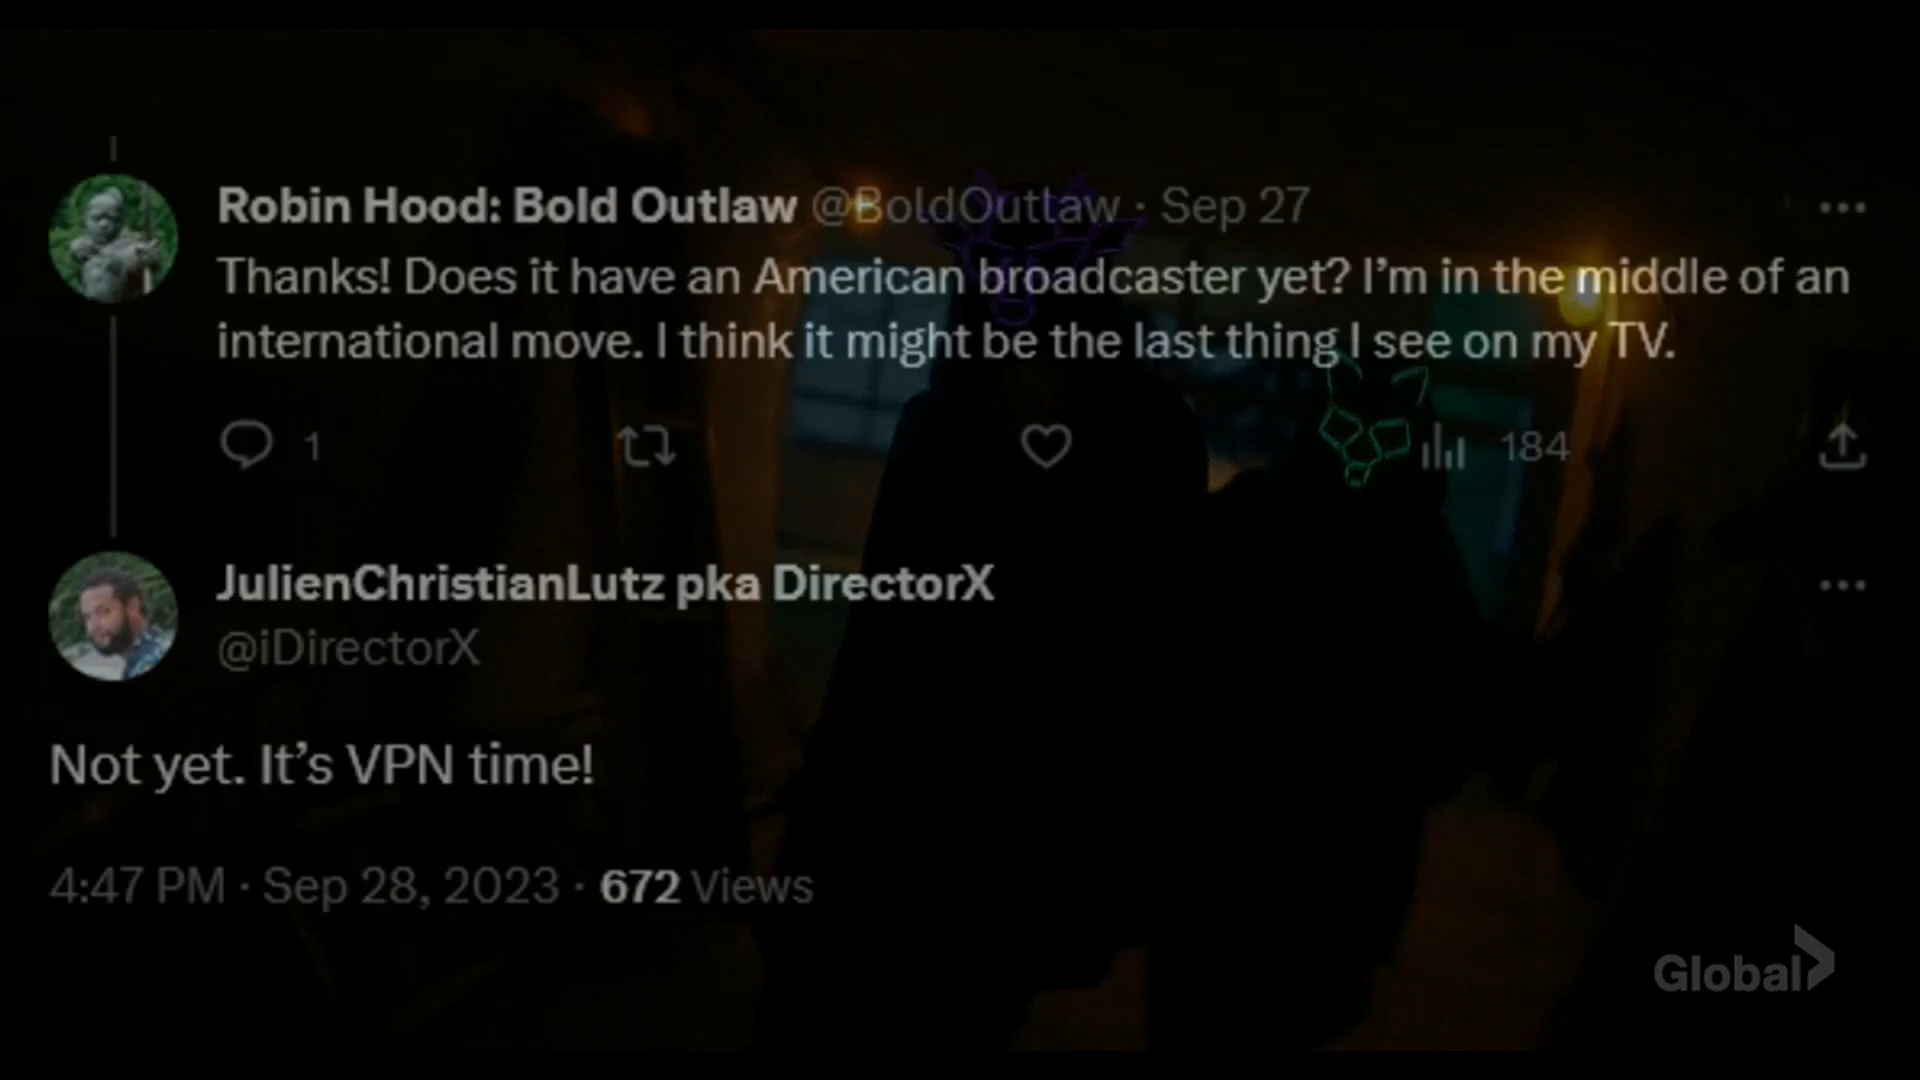 Robin Hood: Bold Outlaw @BoldOutlaw · Sep 27
Thanks! Does it have an American broadcaster yet? I’m in the middle of an
international move. I think it might be the last thing I see on my TV.
1 184
JulienChristianLutz pka DirectorX
@iDirectorX
Not yet. It’s VPN time!
4:47 PM · Sep 28, 2023 · 672 Views
Global